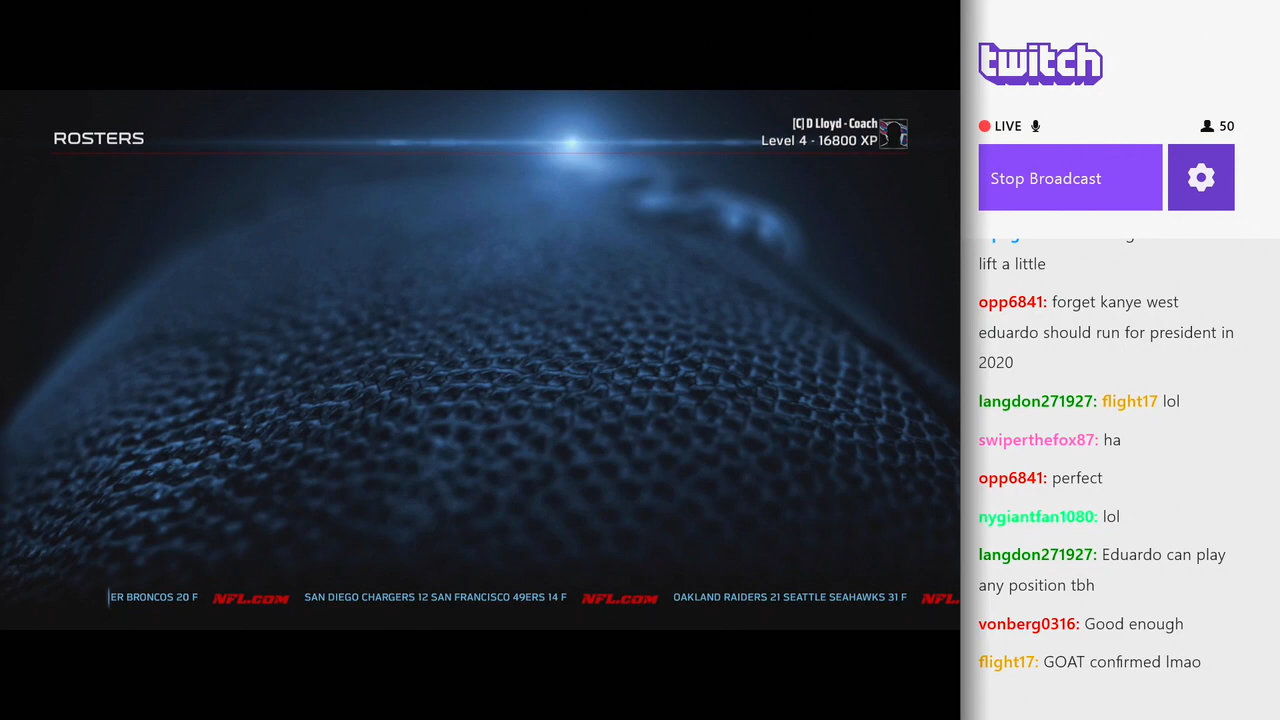 ROSTERS
[C] D Lloyd - Coach
Level 4 - 16800 XP
ER BRONCOS 20 F NFL.COM SAN DIEGO CHARGERS 12 SAN FRANCISCO 49ERS 14 F NFL.COM OAKLAND RAIDERS 21 SEATTLE SEAHAWKS 31 F NFL.
twitch
LIVE 50
Stop Broadcast
lift a little
opp6841: forget kanye west
eduardo should run for president in
2020
langdon271927: flight17 lol
swiperthefox87: ha
opp6841: perfect
nygiantfan1080: lol
langdon271927: Eduardo can play
any position tbh
vonberg0316: Good enough
flight17: GOAT confirmed lmao